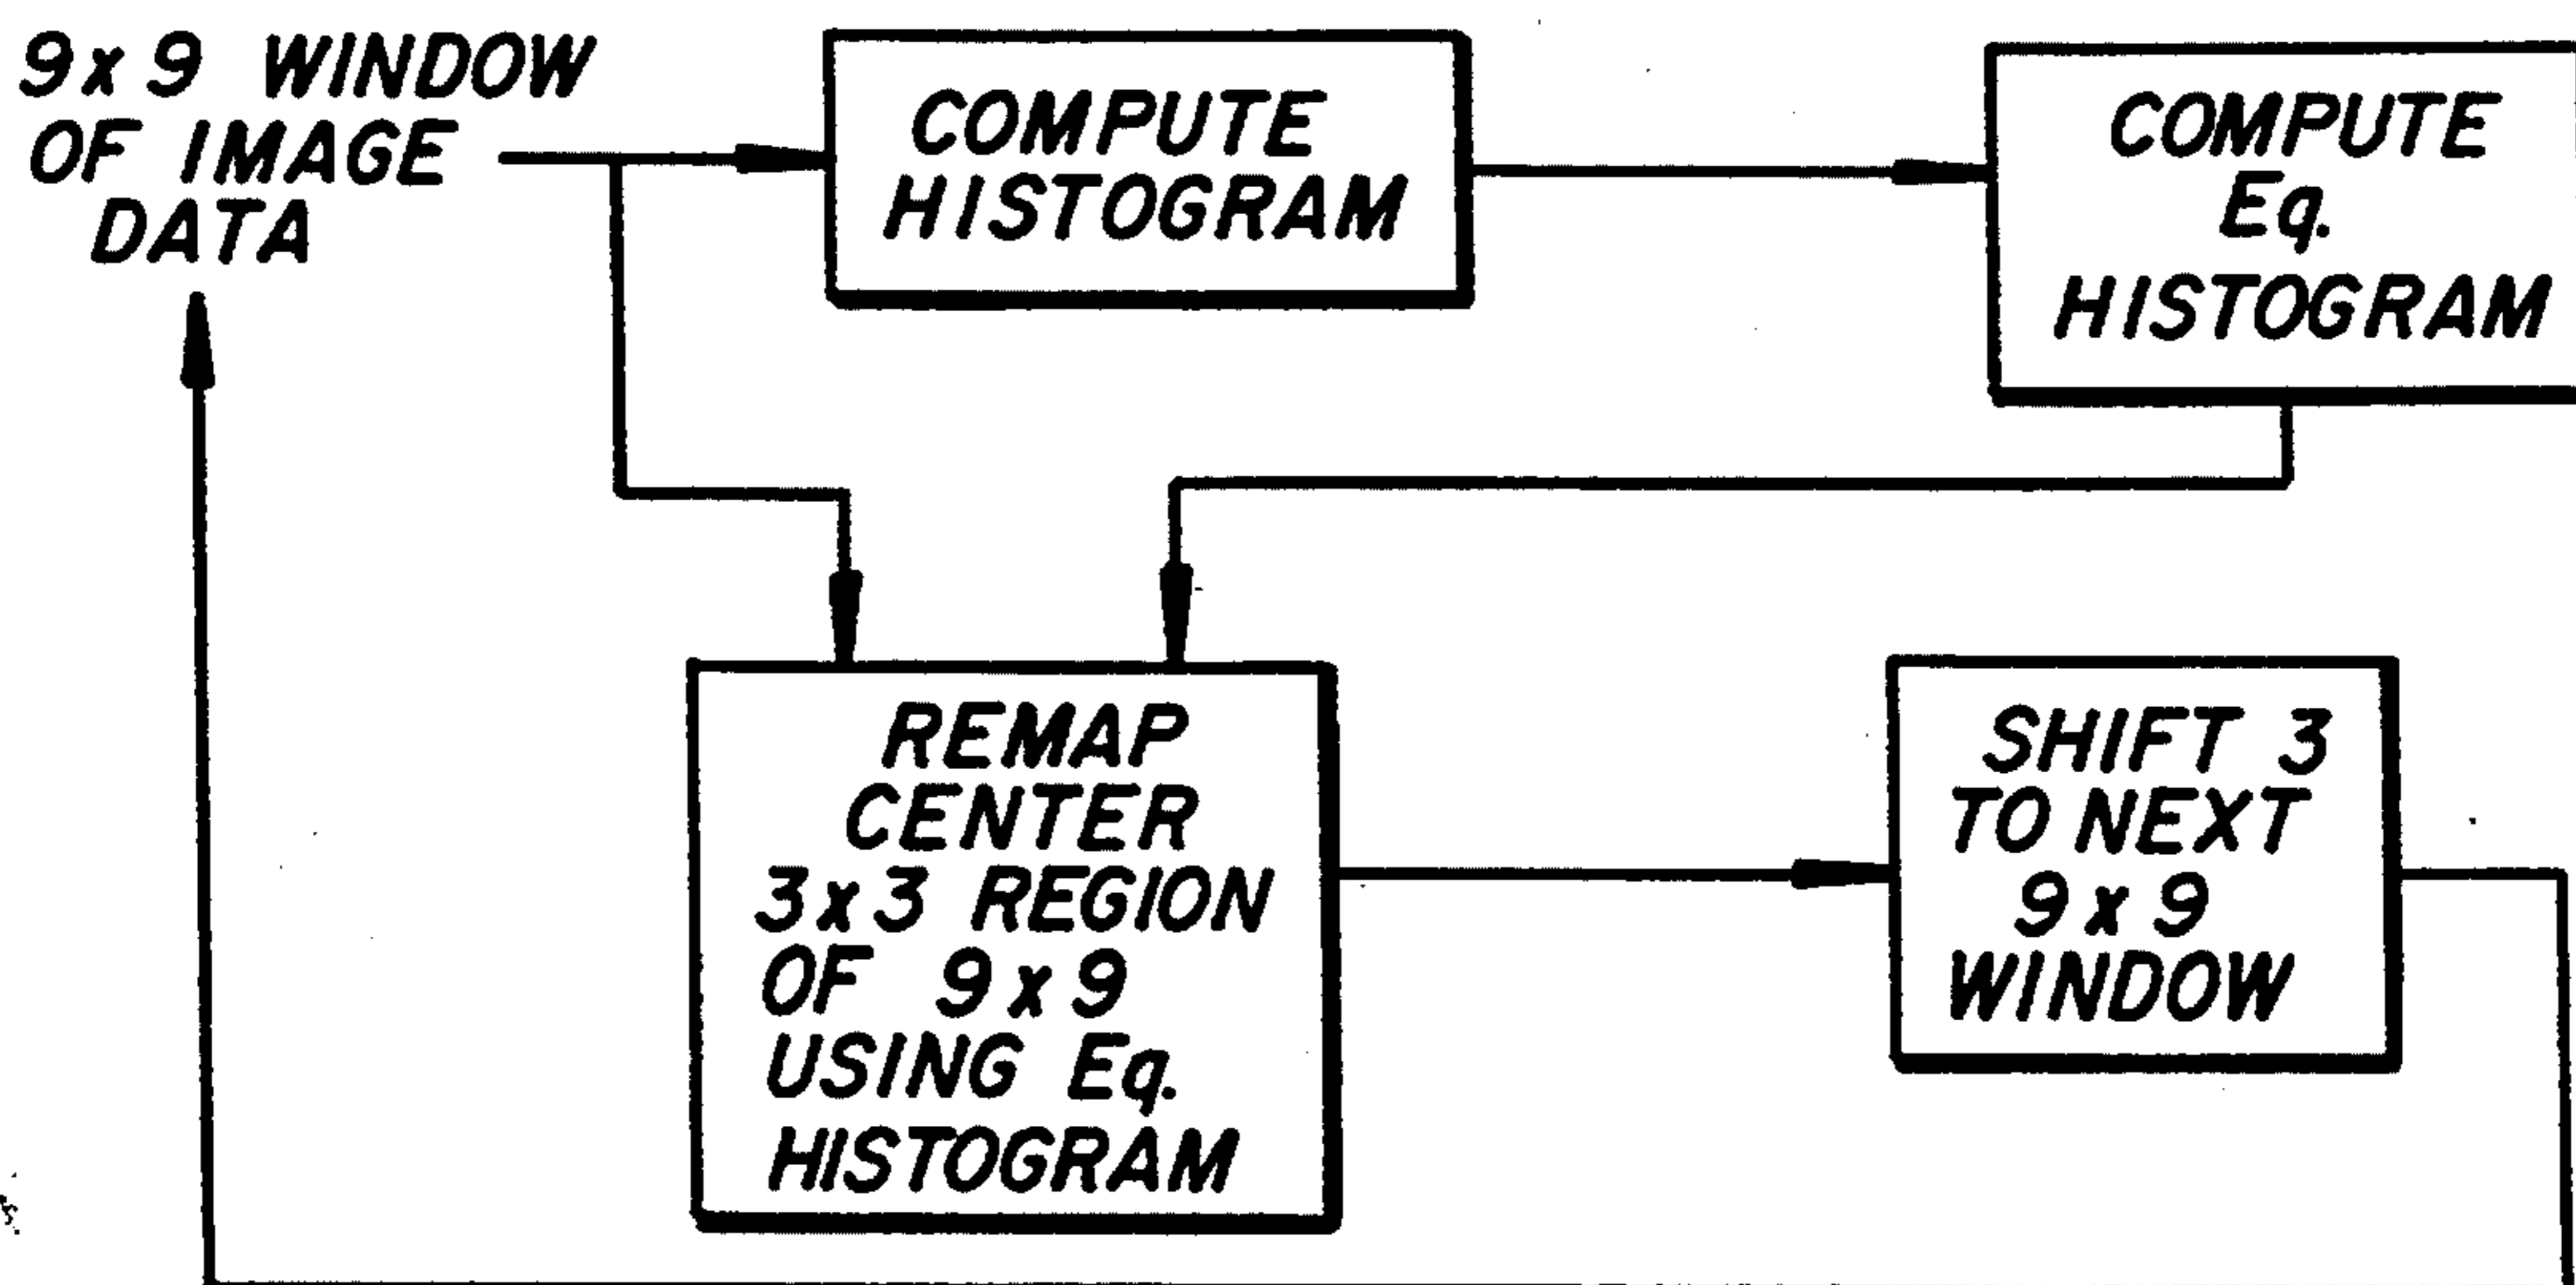 9x9 WINDOW
OF IMAGE
DATA
COMPUTE
HISTOGRAM
COMPUTE
Eq.
HISTOGRAM
REMAP
CENTER
3x3 REGION
OF 9x9
USING Eq.
HISTOGRAM
SHIFT 3
TO NEXT
9x9
WINDOW